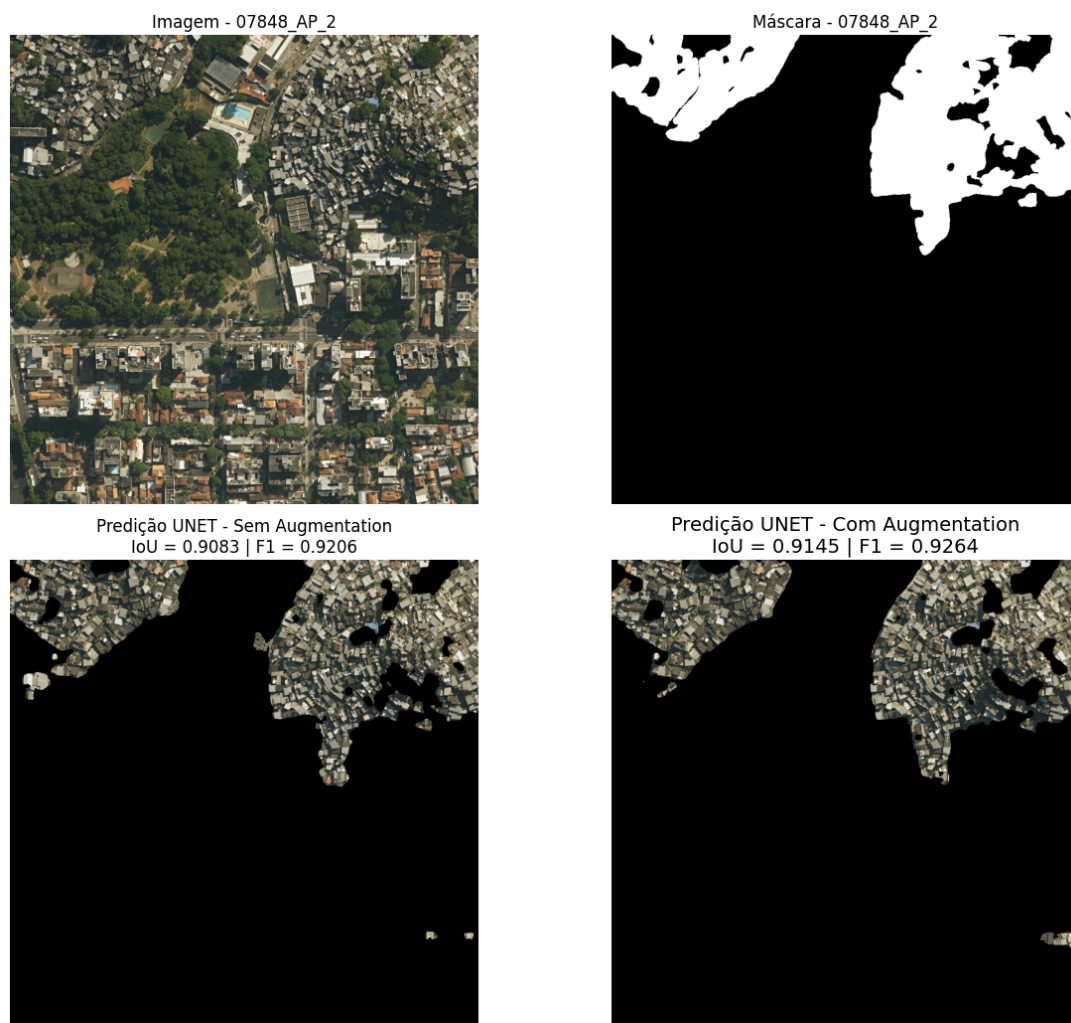 Imagem - 07848_AP_2
Máscara - 07848_AP_2
Predição UNET - Sem Augmentation
IoU = 0.9083 | F1 = 0.9206
Predição UNET - Com Augmentation
IoU = 0.9145 | F1 = 0.9264